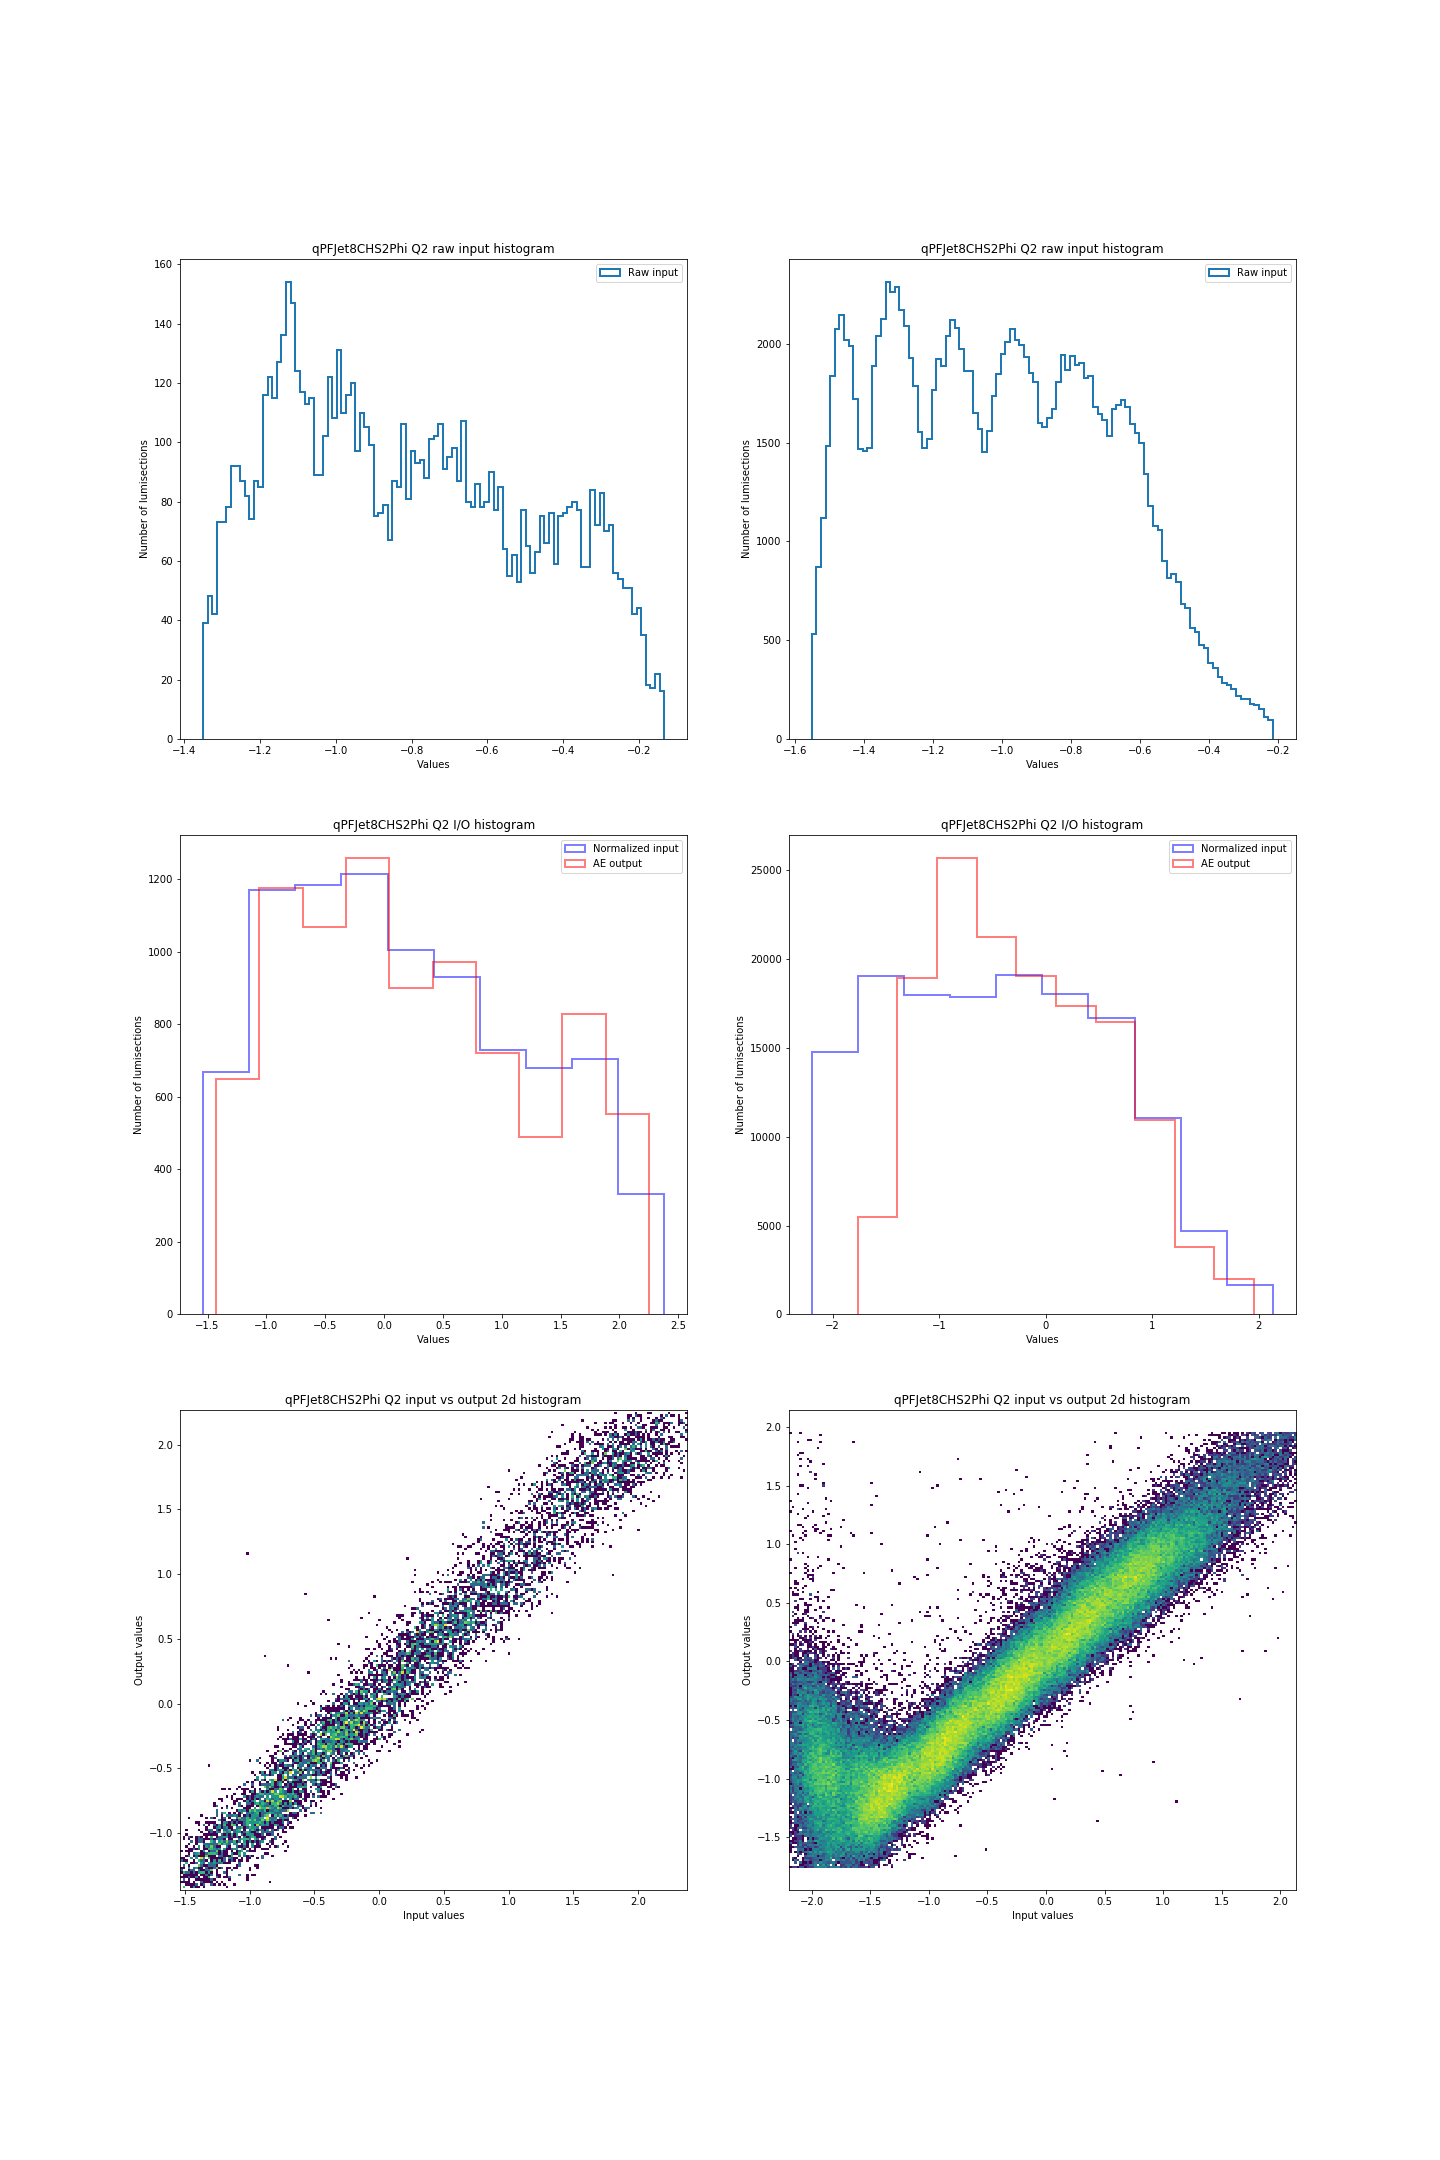 qPFJet8CHS2Phi Q2 raw input histogram
Raw input
160
140
120
100
80
60
40
20
0
Number of lumisections
−1.4 −1.2 −1.0 −0.8 −0.6 −0.4 −0.2
Values
qPFJet8CHS2Phi Q2 raw input histogram
Raw input
2000
1500
1000
500
0
Number of lumisections
−1.6 −1.4 −1.2 −1.0 −0.8 −0.6 −0.4 −0.2
Values
qPFJet8CHS2Phi Q2 I/O histogram
Normalized input
AE output
1200
1000
800
600
400
200
0
Number of lumisections
−1.5 −1.0 −0.5 0.0 0.5 1.0 1.5 2.0 2.5
Values
qPFJet8CHS2Phi Q2 I/O histogram
Normalized input
AE output
25000
20000
15000
10000
5000
0
Number of lumisections
−2 −1 0 1 2
Values
qPFJet8CHS2Phi Q2 input vs output 2d histogram
2.0
1.5
1.0
0.5
0.0
−0.5
−1.0
Output values
−1.5 −1.0 −0.5 0.0 0.5 1.0 1.5 2.0
Input values
qPFJet8CHS2Phi Q2 input vs output 2d histogram
2.0
1.5
1.0
0.5
0.0
−0.5
−1.0
−1.5
Output values
−2.0 −1.5 −1.0 −0.5 0.0 0.5 1.0 1.5 2.0
Input values